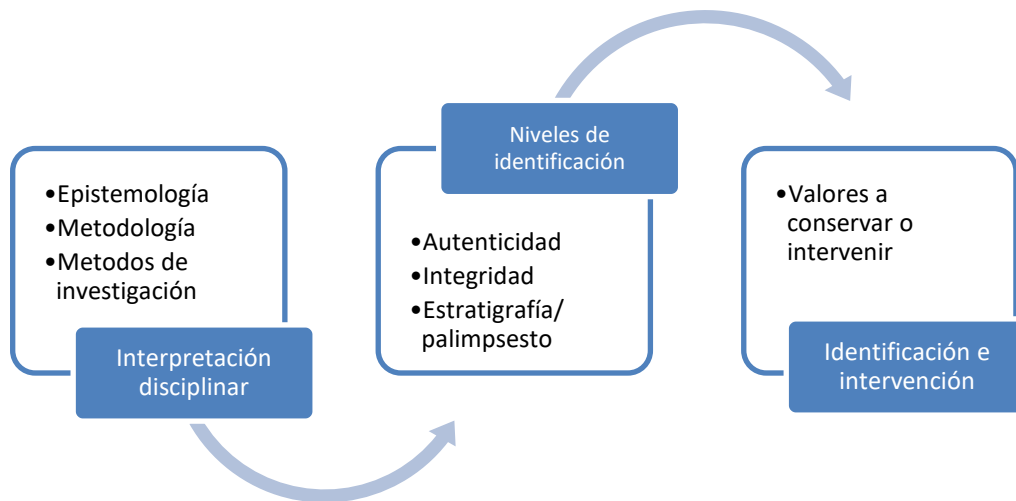 •Epistemología
•Metodología
•Metodos de
investigación
Interpretación
disciplinar
Niveles de
identificación
•Autenticidad
•Integridad
•Estratigrafía/
palimpsesto
•Valores a
conservar o
intervenir
Identificación e
intervención